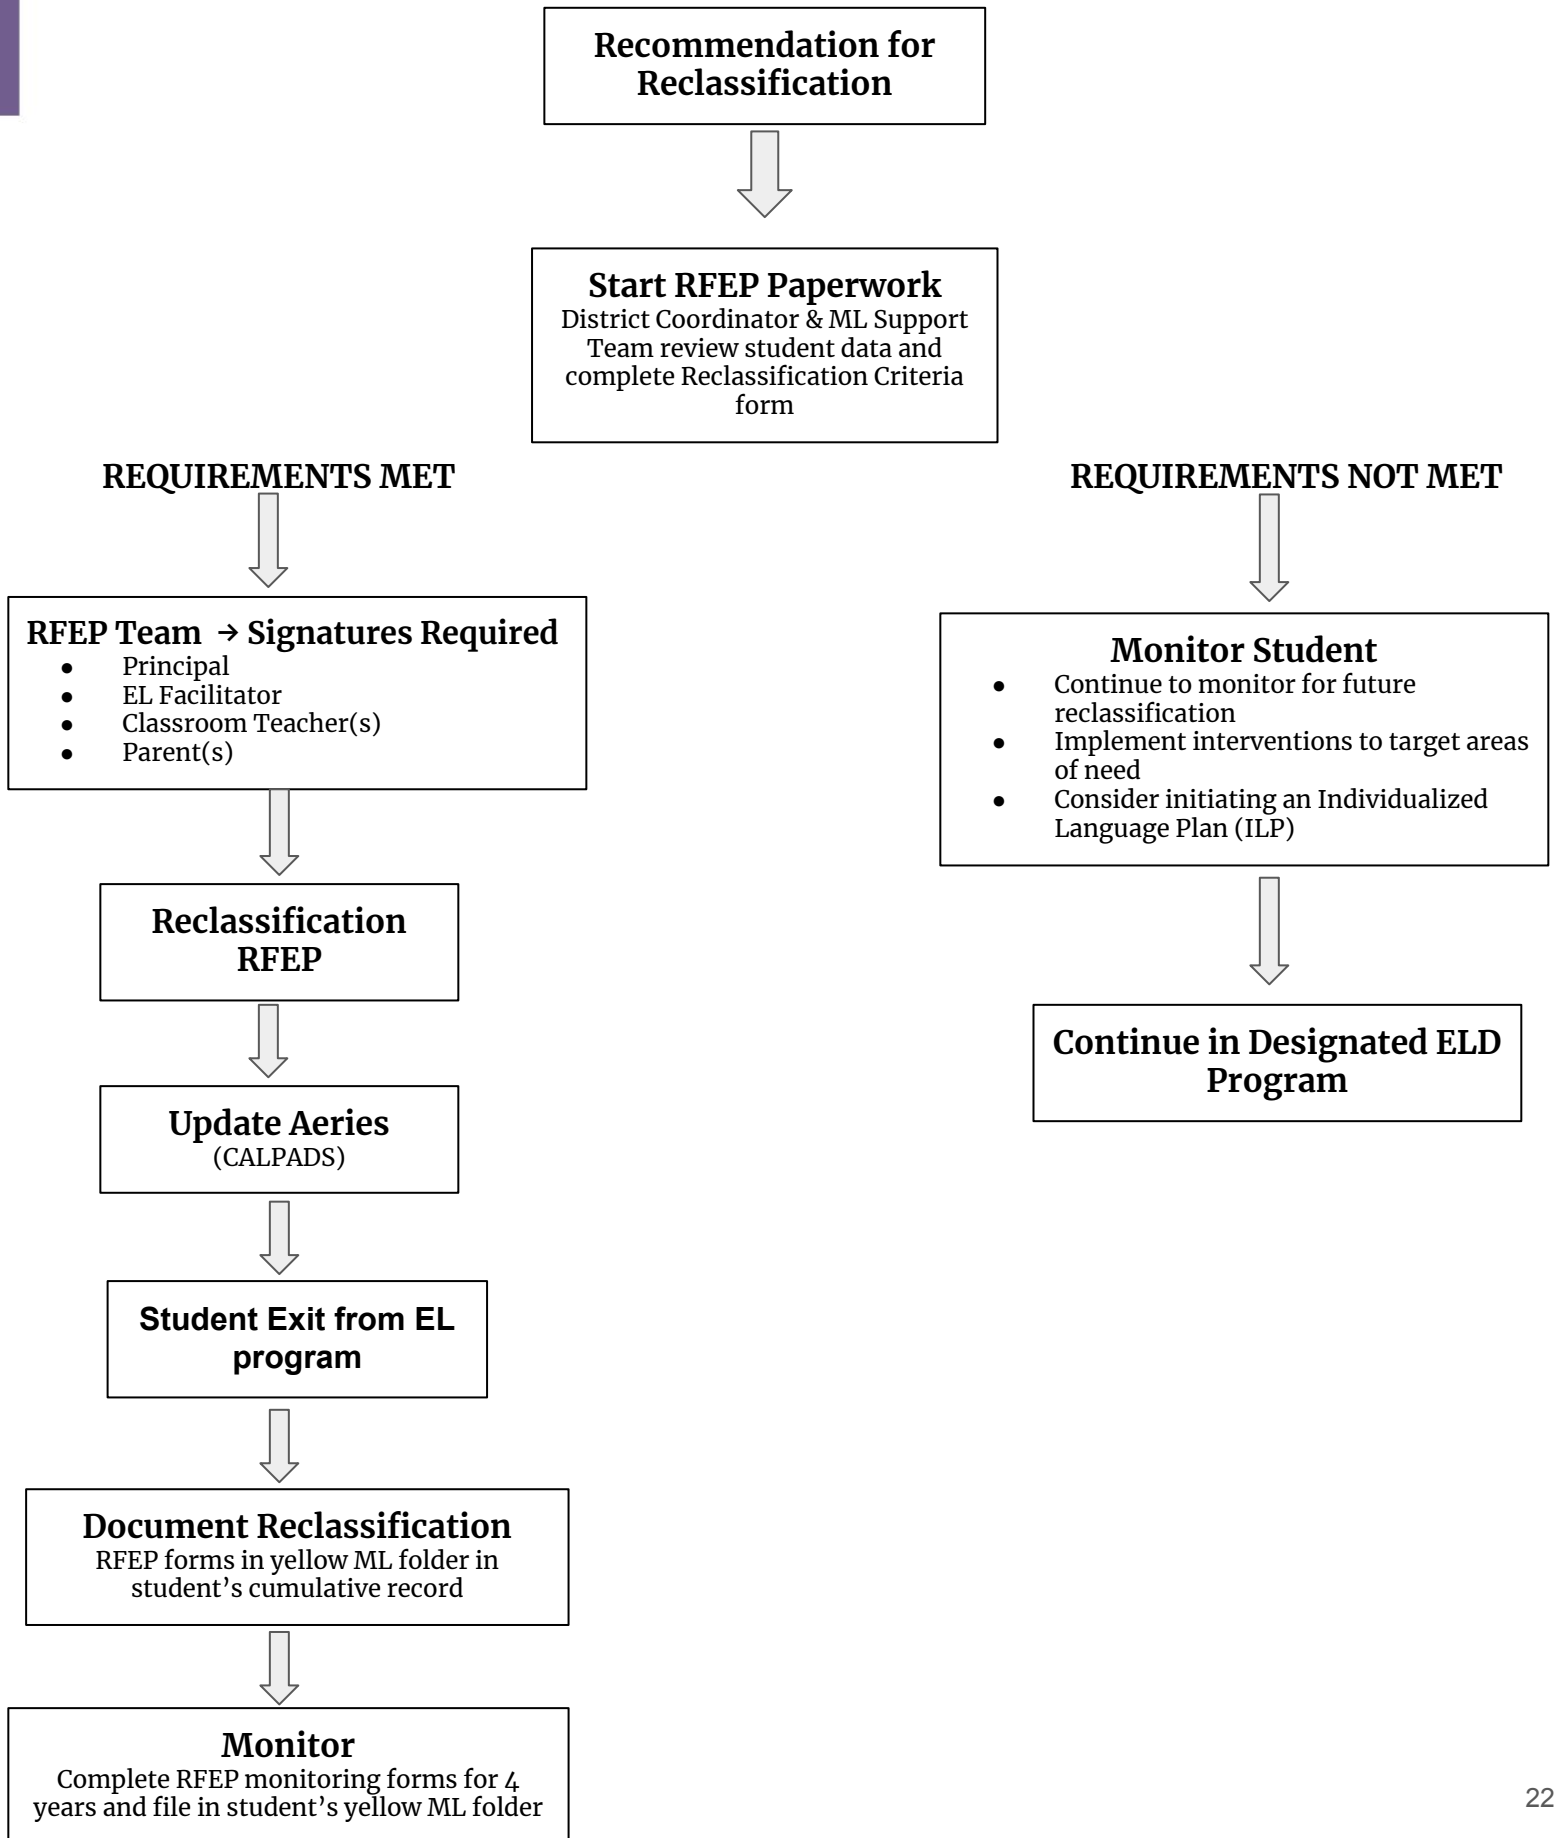 Recommendation for
Reclassification
Start RFEP Paperwork
District Coordinator & ML Support
Team review student data and
complete Reclassification Criteria
form
REQUIREMENTS MET
REQUIREMENTS NOT MET
RFEP Team → Signatures Required
● Principal
● EL Facilitator
● Classroom Teacher(s)
● Parent(s)
Monitor Student
● Continue to monitor for future
reclassification
● Implement interventions to target areas
of need
● Consider initiating an Individualized
Language Plan (ILP)
Reclassification
RFEP
Continue in Designated ELD
Program
Update Aeries
(CALPADS)
Student Exit from EL
program
Document Reclassification
RFEP forms in yellow ML folder in
student’s cumulative record
Monitor
Complete RFEP monitoring forms for 4
years and file in student’s yellow ML folder
22